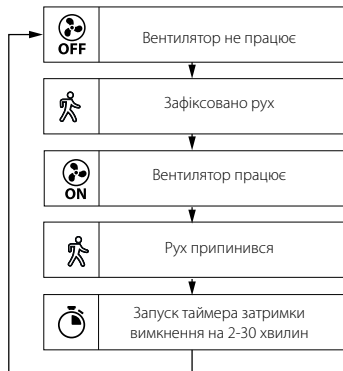 OFF
Вентилятор не працює
Зафіксовано рух
ON
Вентилятор працює
Рух припинився
Запуск таймера затримки
вимкнення на 2-30 хвилин